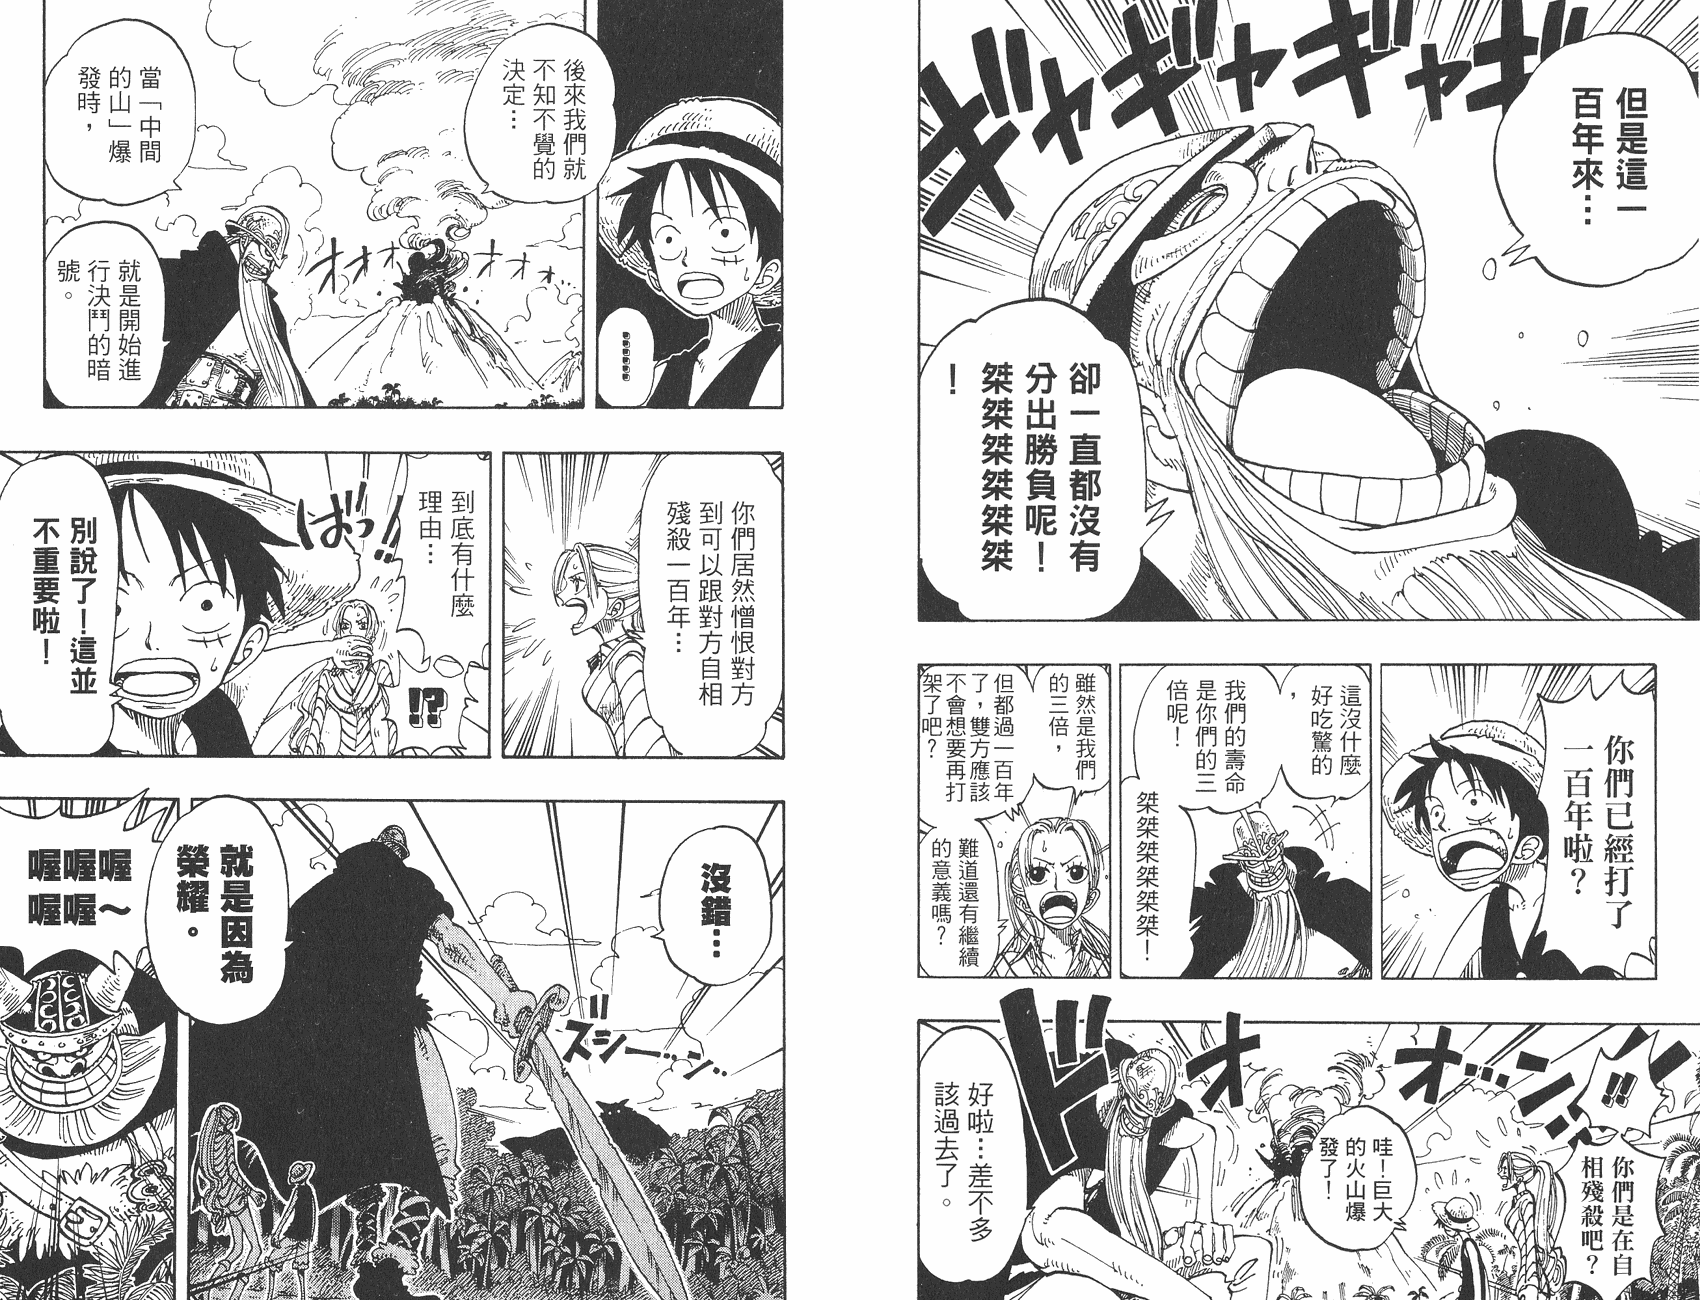 但是這一
百年來…
卻一直都沒有
分出勝負呢！
桀桀桀桀桀桀
！
ギャギャギャギャ
你們已經打了
一百年啦？
這沒什麼
好吃驚的
，
我們的壽命
是你們的三
倍呢！
桀桀桀桀桀桀！
雖然是我們
的三倍，
但都過一百年
了，雙方應該
不會想要再打
架了吧？
難道還有繼續
的意義嗎？
!!
你們是在自
相殘殺吧？
哇！巨大
的火山爆
發了！
ドオオ…ン!!
好啦…差不多
該過去了。
……
後來我們就
不知不覺的
決定…
當「中間
的山」爆
發時，
オオオオオオ…
就是開始進
行決鬥的暗
號。
你們居然憎恨對方
到可以跟對方自相
殘殺一百年…
到底有什麼
理由…
ばっ!!
!?
別說了！這並
不重要啦！
沒錯…
ズシー…ン
就是因為
榮耀。
喔喔喔
喔喔～